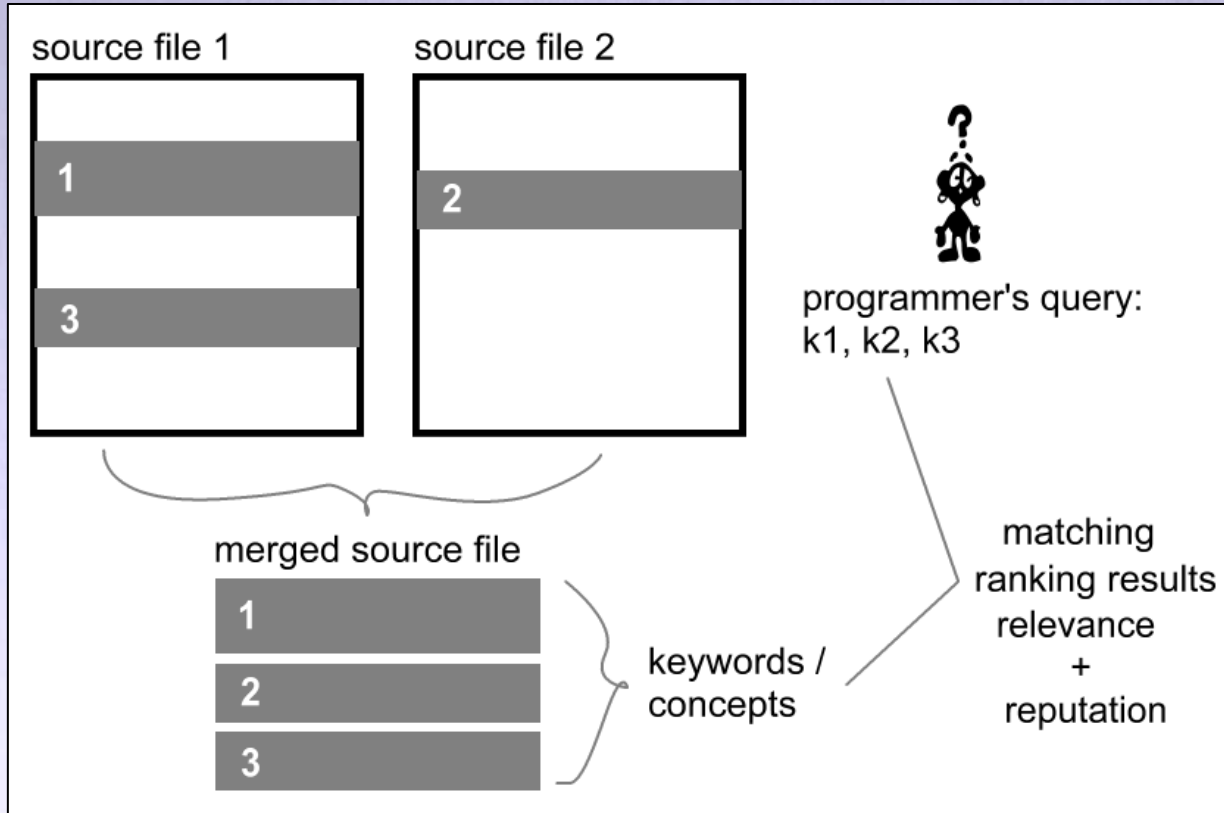 source file 1
1
3
source file 2
2
?
programmer's query:
k1, k2, k3
merged source file
1
2
3
keywords /
concepts
matching
ranking results
relevance
+
reputation